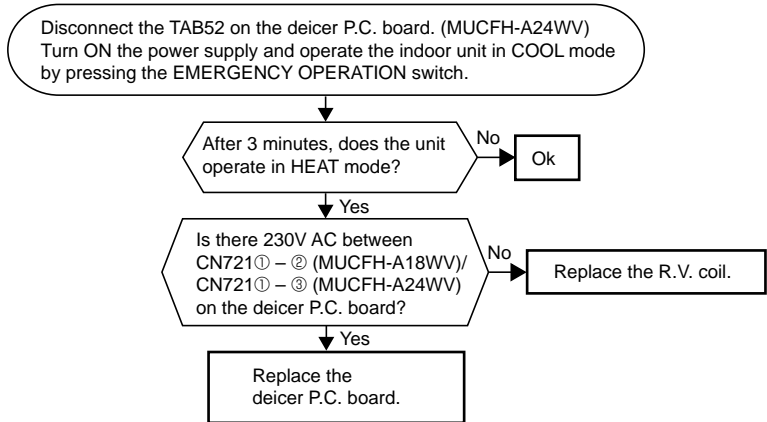 Disconnect the TAB52 on the deicer P.C. board. (MUCFH-A24WV)
Turn ON the power supply and operate the indoor unit in COOL mode
by pressing the EMERGENCY OPERATION switch.
After 3 minutes, does the unit
operate in HEAT mode?
No
Ok
Yes
Is there 230V AC between
CN721① – ② (MUCFH-A18WV)/
CN721① – ③ (MUCFH-A24WV)
on the deicer P.C. board?
No
Replace the R.V. coil.
Yes
Replace the
deicer P.C. board.